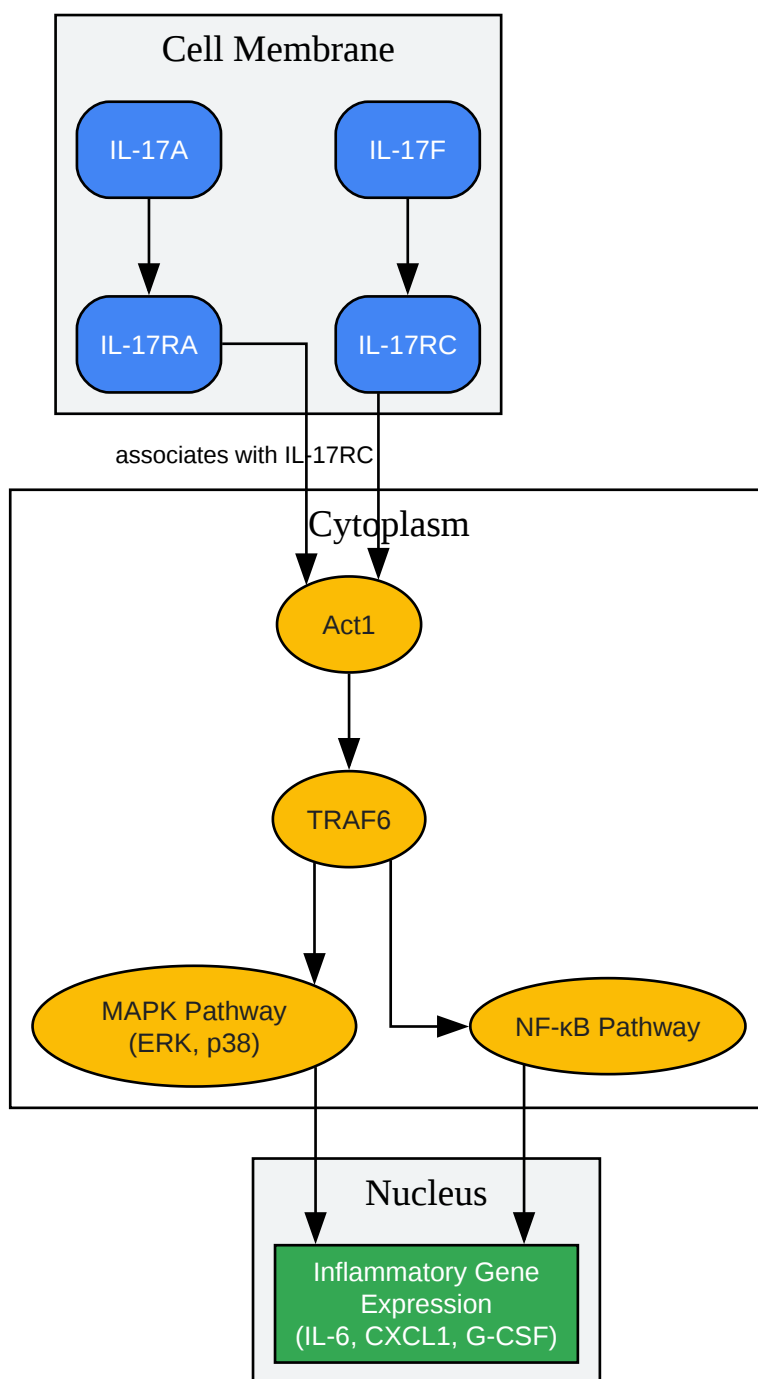 Cell Membrane
IL-17A
IL-17F
IL-17RA
IL-17RC
associates with IL-17RC
Cytoplasm
Act1
TRAF6
MAPK Pathway
(ERK, p38)
NF-κB Pathway
Nucleus
Inflammatory Gene
Expression
(IL-6, CXCL1, G-CSF)